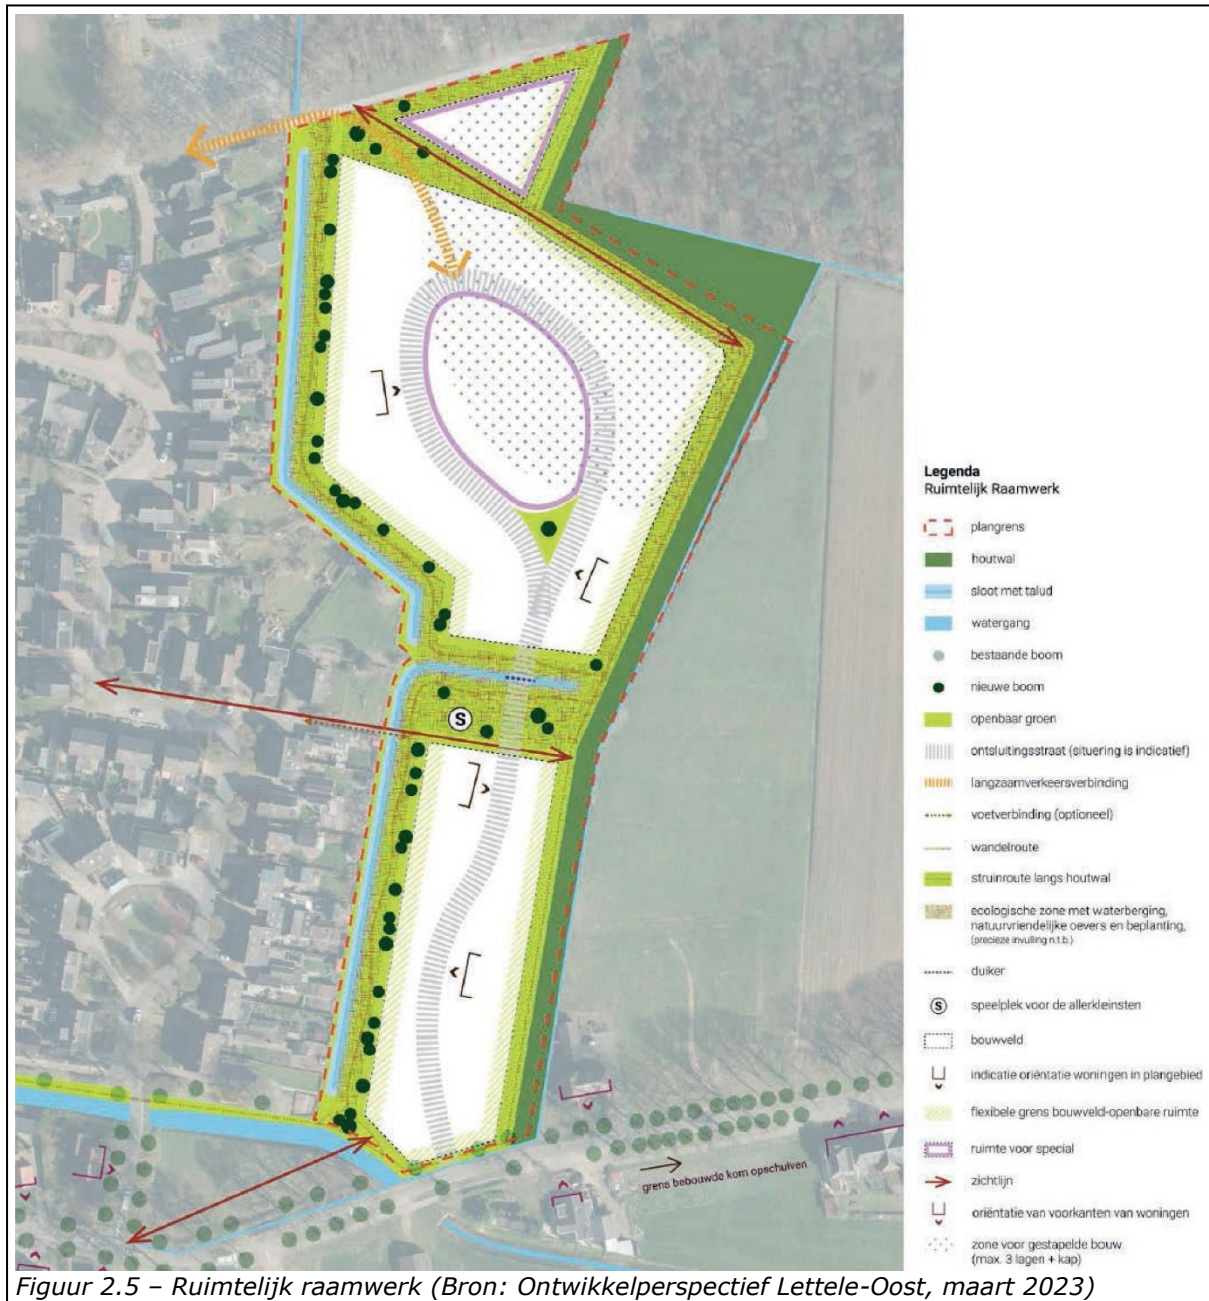 S
grens bebouwde kom opschuiven
Legenda
Ruimtelijk Raamwerk
plangrens
houtwal
sloot met talud
watergang
bestaande boom
nieuwe boom
openbaar groen
ontsluitingsstraat (situering is indicatief)
langzaamverkeersverbinding
voetverbinding (optioneel)
wandelroute
struinroute langs houtwal
ecologische zone met waterberging,
natuurvriendelijke oevers en beplanting,
(precieze invulling n.t.b.)
duiker
S speelplek voor de allerkleinsten
bouwveld
indicatie oriëntatie woningen in plangebied
flexibele grens bouwveld-openbare ruimte
ruimte voor special
zichtlijn
oriëntatie van voorkanten van woningen
zone voor gestapelde bouw
(max. 3 lagen + kap)
Figuur 2.5 – Ruimtelijk raamwerk (Bron: Ontwikkelperspectief Lettele-Oost, maart 2023)